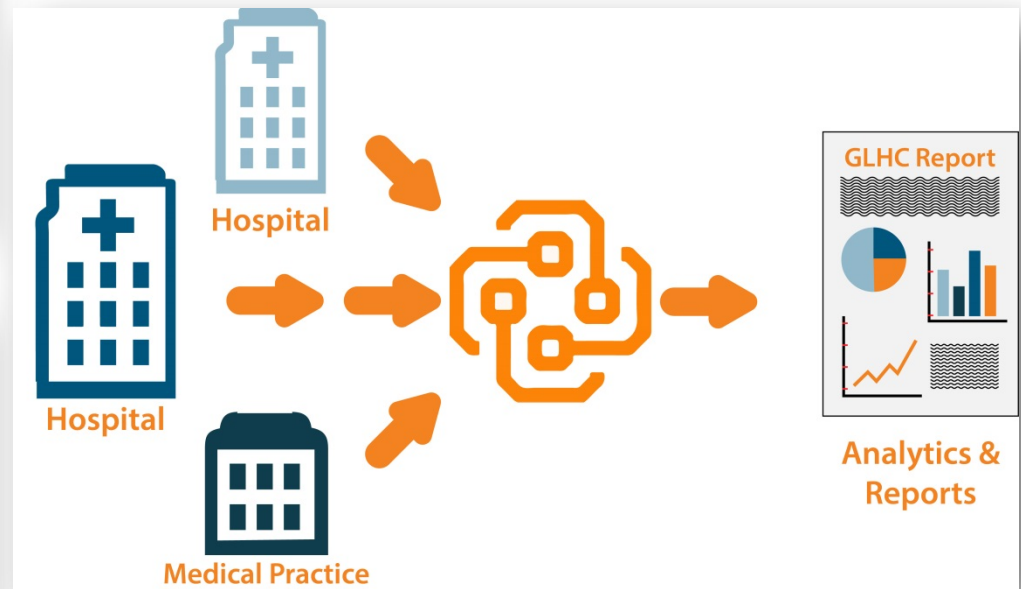 Hospital
Hospital
Medical Practice
GLHC Report
Analytics &
Reports